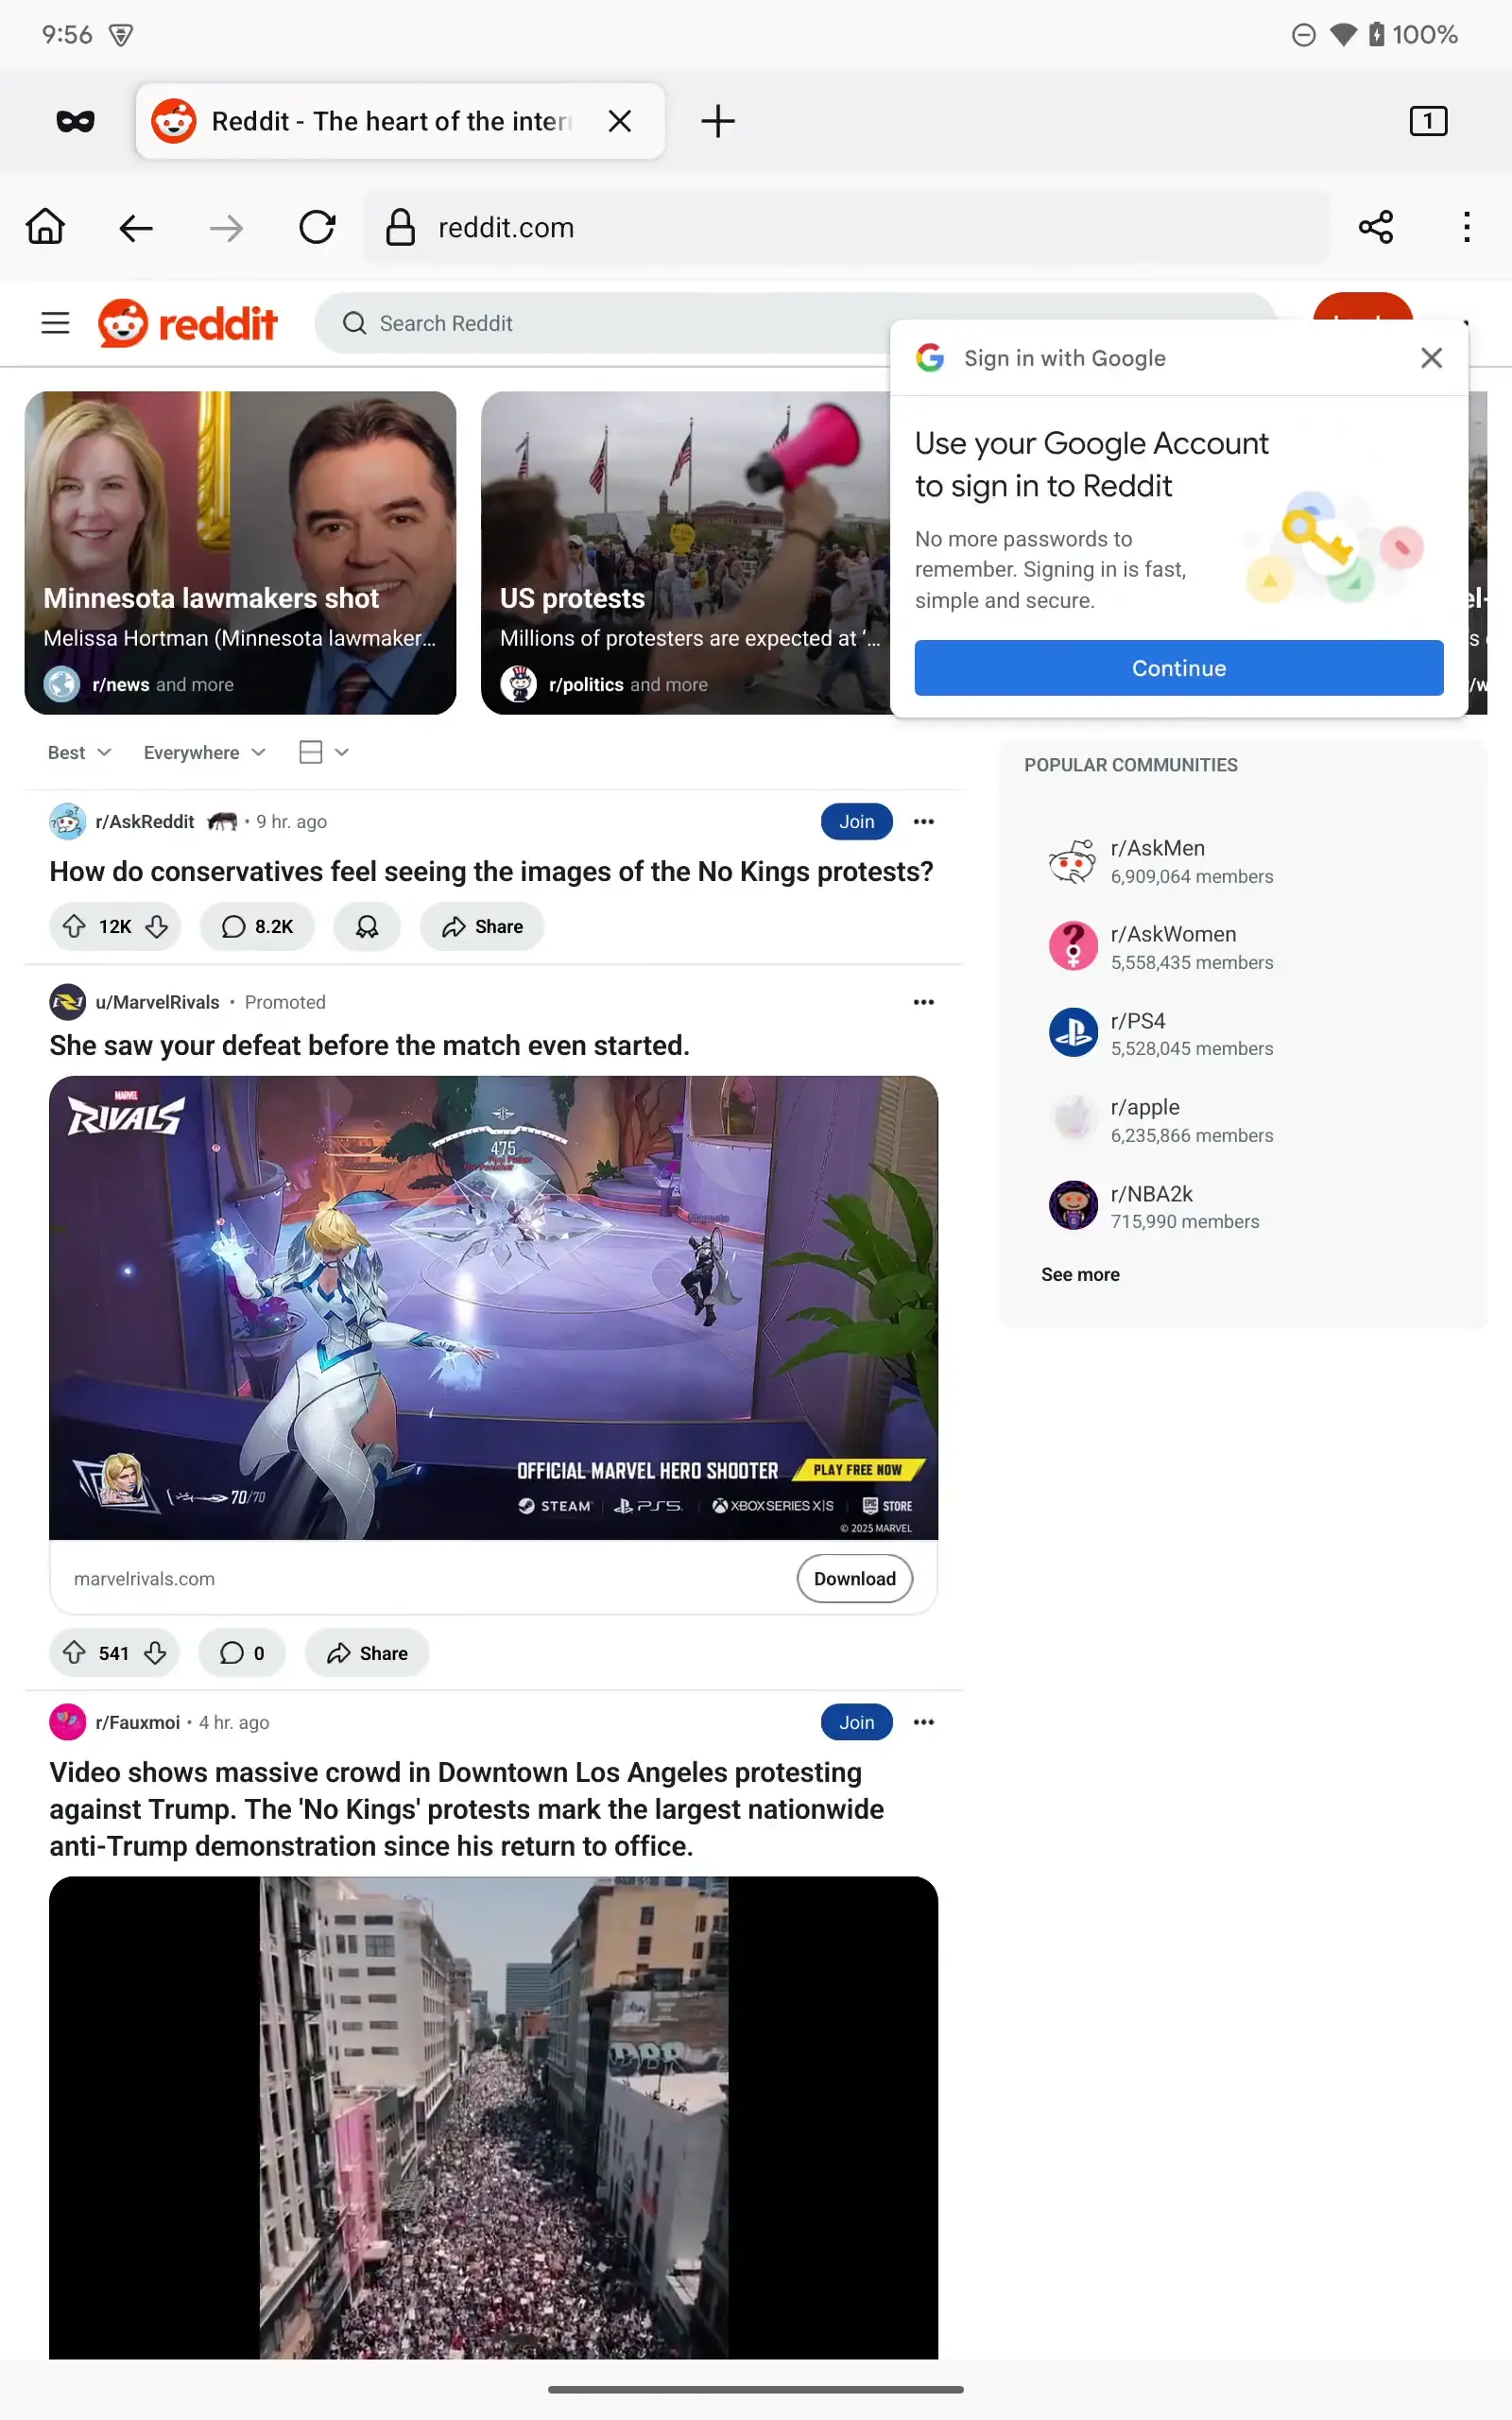 9:56
100%
Reddit - The heart of the inter
1
reddit.com
reddit
Search Reddit
Sign in with Google
Use your Google Account
to sign in to Reddit
No more passwords to
remember. Signing in is fast,
simple and secure.
Continue
Minnesota lawmakers shot
Melissa Hortman (Minnesota lawmaker...
r/news and more
US protests
Millions of protesters are expected at ‘...
r/politics and more
Best
Everywhere
r/AskReddit • 9 hr. ago
Join
How do conservatives feel seeing the images of the No Kings protests?
12K
8.2K
Share
u/MarvelRivals • Promoted
She saw your defeat before the match even started.
MARVEL
RIVALS
475
Magneto
70/70
OFFICIAL MARVEL HERO SHOOTER
PLAY FREE NOW
STEAM
PS5
XBOX SERIES X|S
EPIC STORE
© 2025 MARVEL
marvelrivals.com
Download
541
0
Share
r/Fauxmoi • 4 hr. ago
Join
Video shows massive crowd in Downtown Los Angeles protesting
against Trump. The 'No Kings' protests mark the largest nationwide
anti-Trump demonstration since his return to office.
POPULAR COMMUNITIES
r/AskMen
6,909,064 members
r/AskWomen
5,558,435 members
r/PS4
5,528,045 members
r/apple
6,235,866 members
r/NBA2k
715,990 members
See more